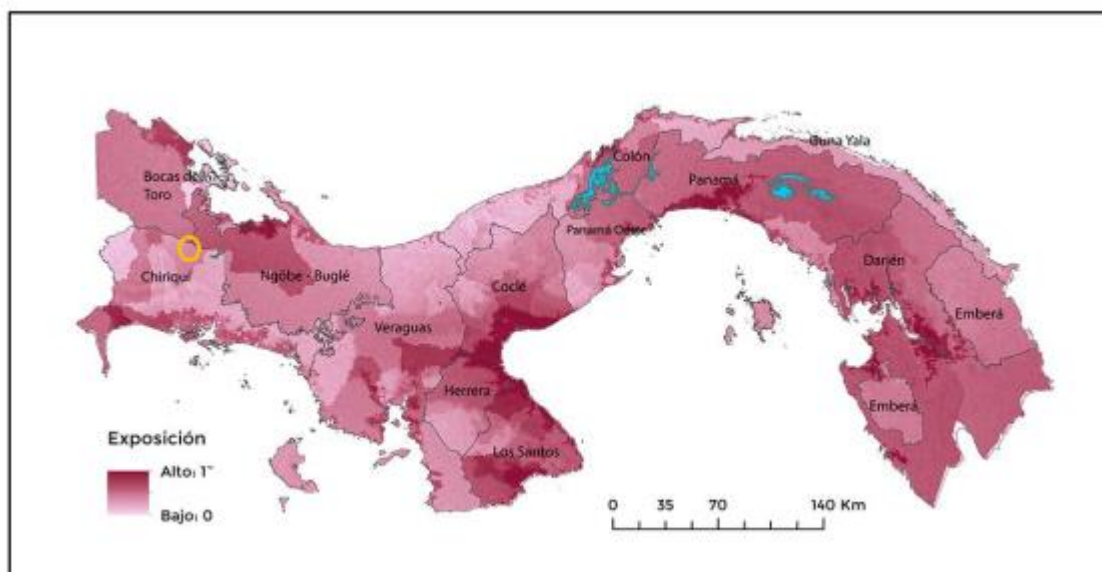 Guna Yala
Colón
Bocas del
Toro
Panamá
Panamá Oeste
Darién
Chiriquí
Ngöbe - Buglé
Coclé
Emberá
Veraguas
Herrera
Emberá
Los Santos
Exposición
Alto: 1
Bajo: 0
0 35 70 140 Km